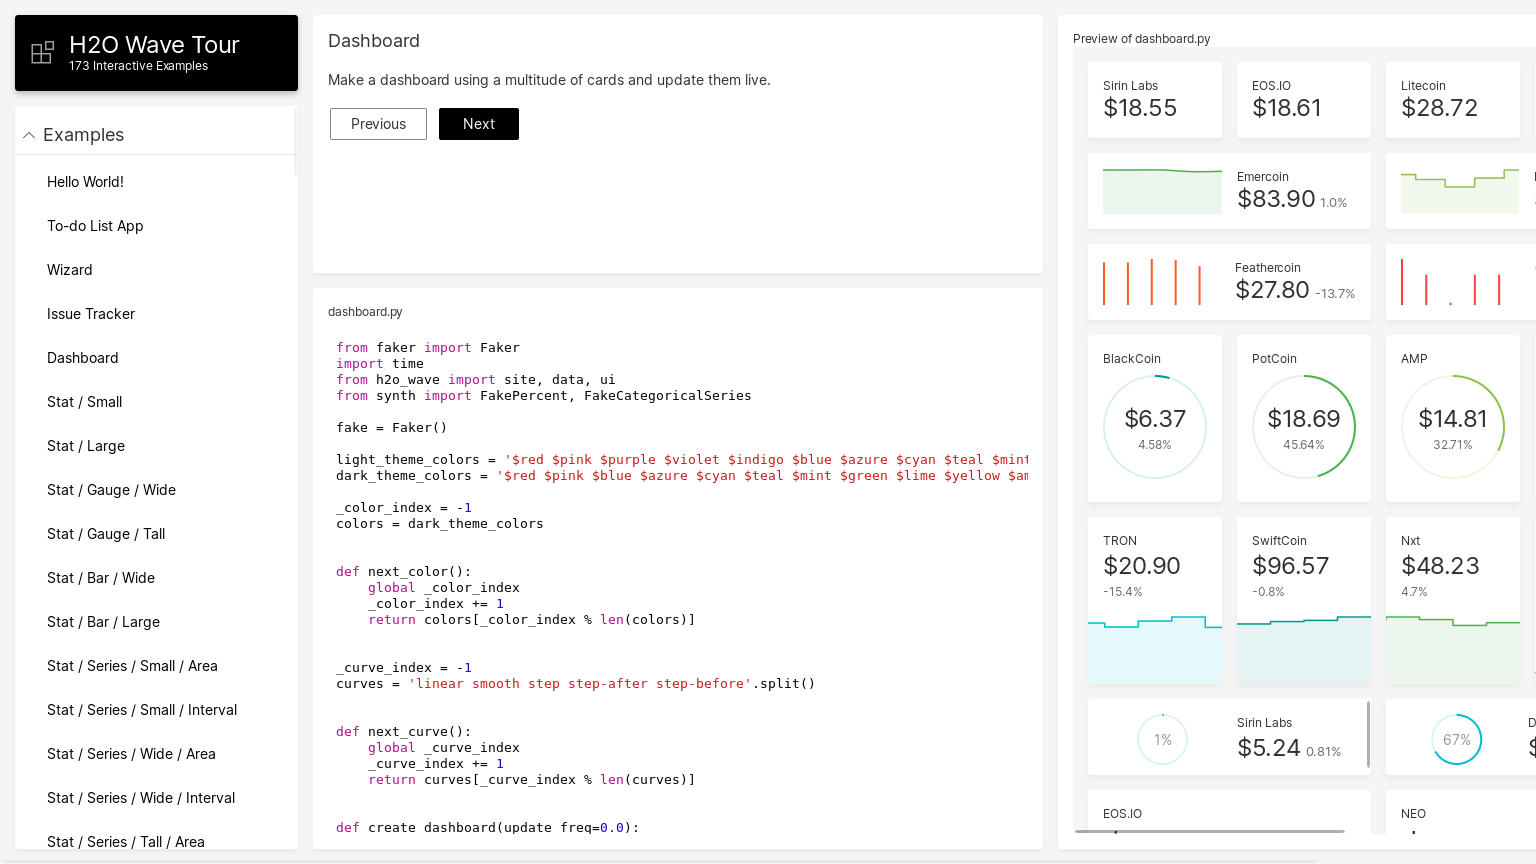 H2O Wave Tour
173 Interactive Examples
Examples
Hello World!
To-do List App
Wizard
Issue Tracker
Dashboard
Stat / Small
Stat / Large
Stat / Gauge / Wide
Stat / Gauge / Tall
Stat / Bar / Wide
Stat / Bar / Large
Stat / Series / Small / Area
Stat / Series / Small / Interval
Stat / Series / Wide / Area
Stat / Series / Wide / Interval
Stat / Series / Tall / Area
Dashboard
Make a dashboard using a multitude of cards and update them live.
Previous Next
dashboard.py
from faker import Faker
import time
from h2o_wave import site, data, ui
from synth import FakePercent, FakeCategoricalSeries
fake = Faker()
light_theme_colors = '$red $pink $purple $violet $indigo $blue $azure $cyan $teal $mint
dark_theme_colors = '$red $pink $blue $azure $cyan $teal $mint $green $lime $yellow
_color_index = -1
colors = dark_theme_colors
def next_color():
    global _color_index
    _color_index += 1
    return colors[_color_index % len(colors)]
_curve_index = -1
curves = 'linear smooth step step-after step-before'.split()
def next_curve():
    global _curve_index
    _curve_index += 1
    return curves[_curve_index % len(curves)]
def create_dashboard(update_freq=0.0):
Preview of dashboard.py
Sirin Labs
$18.55
EOS.IO
$18.61
Litecoin
$28.72
Emercoin
$83.90 1.0%
Feathercoin
$27.80 -13.7%
BlackCoin
$6.37
4.58%
PotCoin
$18.69
45.64%
AMP
$14.81
32.71%
TRON
$20.90
-15.4%
SwiftCoin
$96.57
-0.8%
Nxt
$48.23
4.7%
1%
Sirin Labs
$5.24 0.81%
67%
EOS.IO
NEO